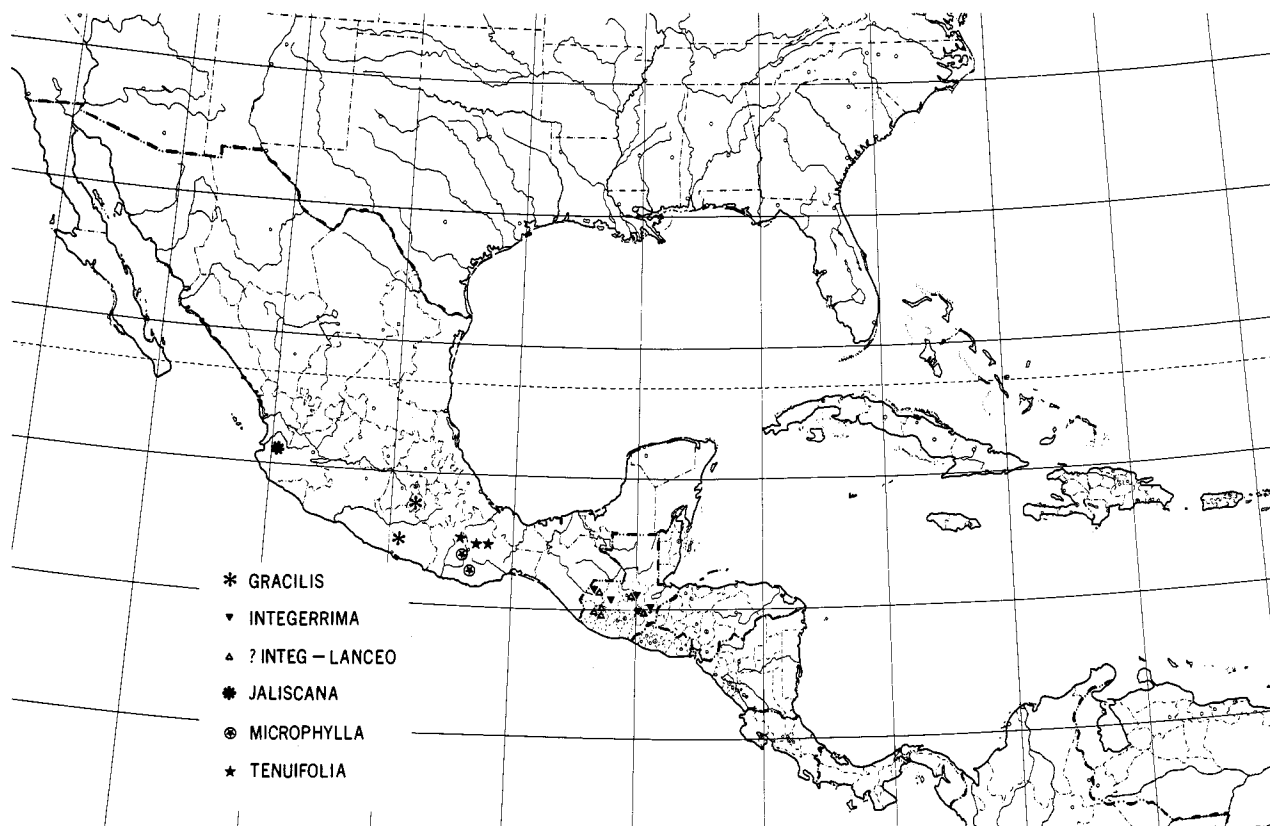 GRACILIS
INTEGERRIMA
? INTEG — LANCEO
JALISCANA
MICROPHYLLA
TENUIFOLIA